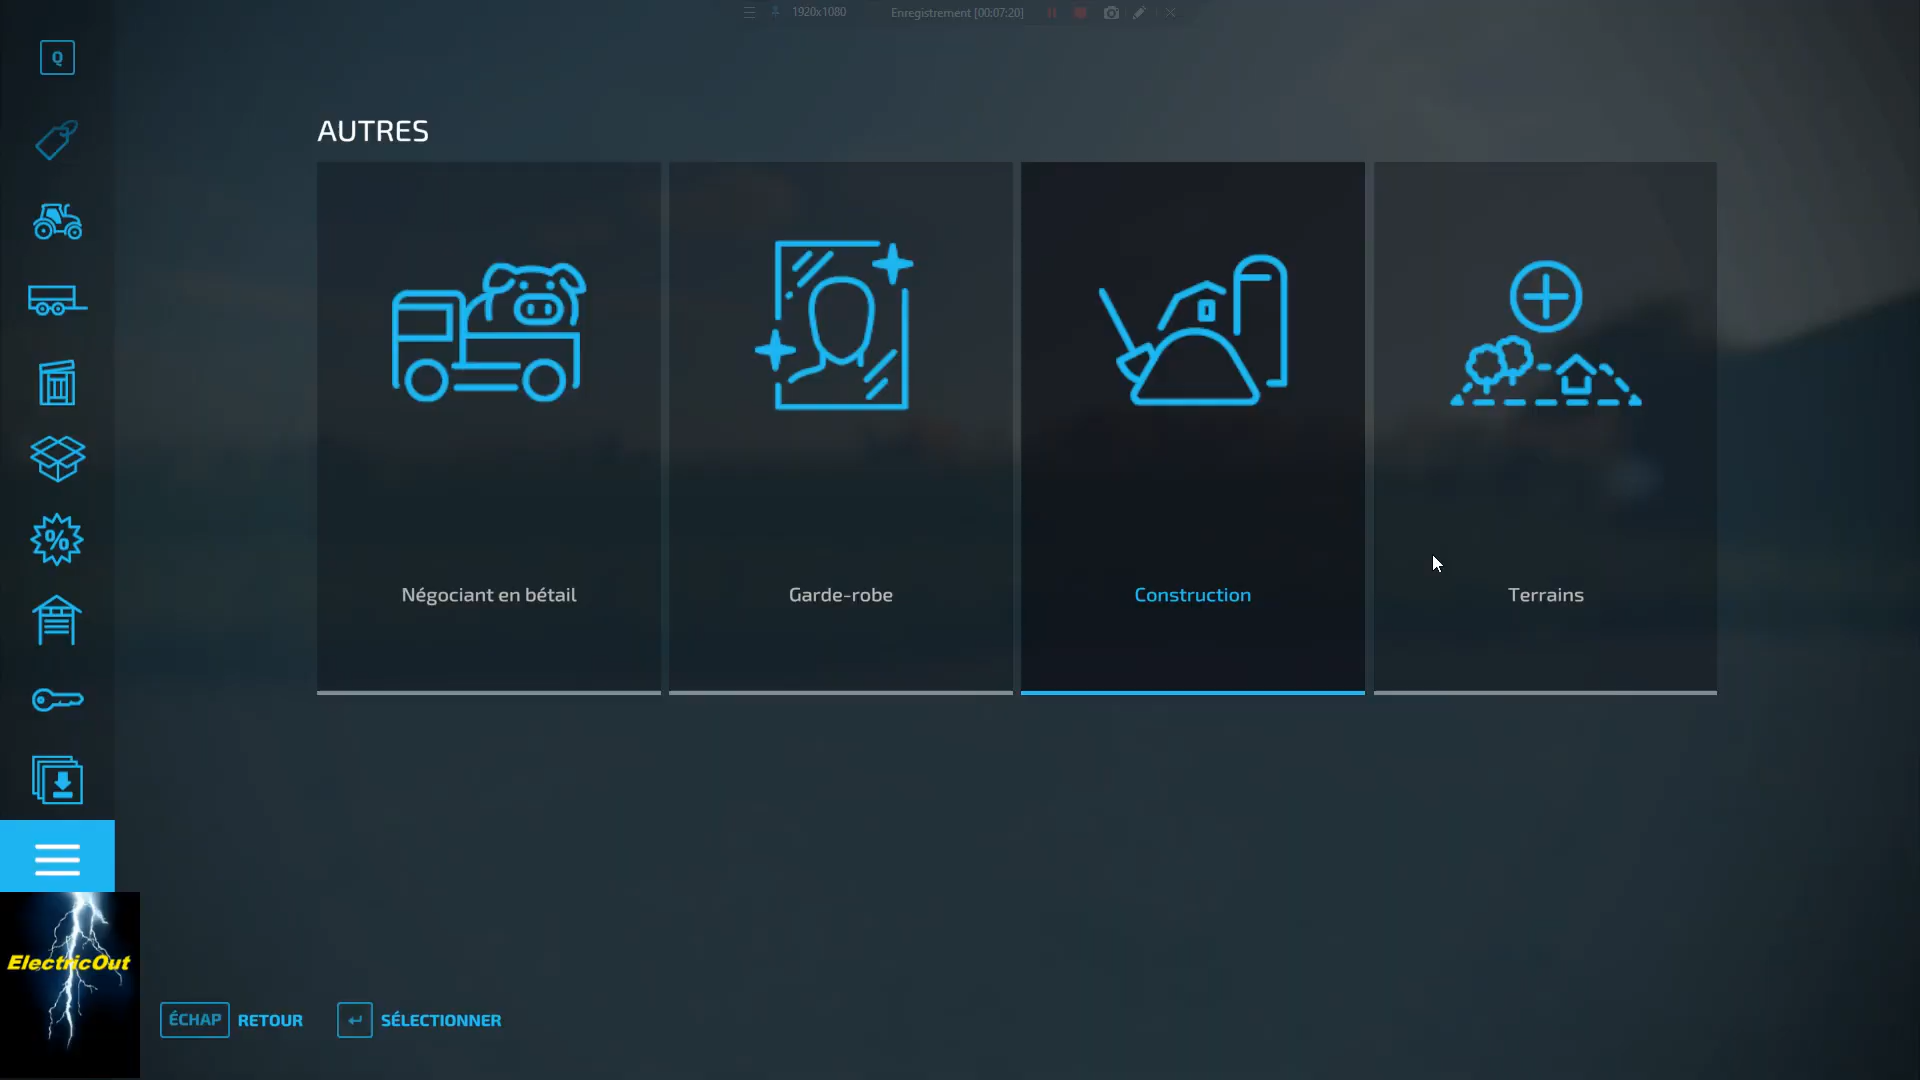 1920x1080
Enregistrement [00:07:20]
Q
AUTRES
%
Négociant en bétail
Garde-robe
Construction
Terrains
ElectricOut
ÉCHAP RETOUR
SÉLECTIONNER